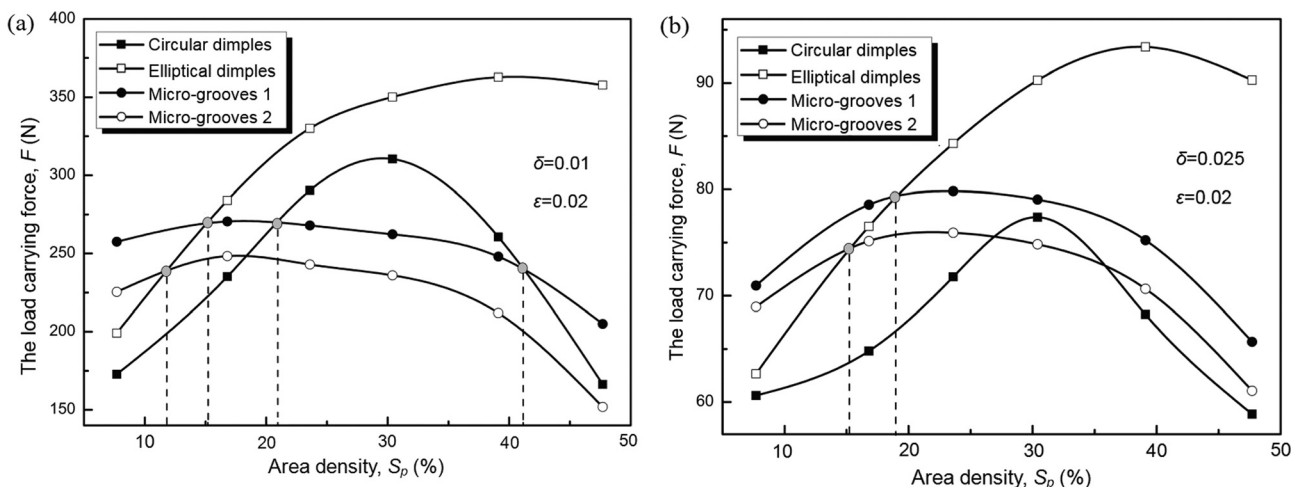 (a)
400
350
300
250
200
150
The load carrying force, F (N)
Circular dimples
Elliptical dimples
Micro-grooves 1
Micro-grooves 2
δ=0.01
ε=0.02
10 20 30 40 50
Area density, Sp (%)
(b)
90
80
70
60
The load carrying force, F (N)
Circular dimples
Elliptical dimples
Micro-grooves 1
Micro-grooves 2
δ=0.025
ε=0.02
10 20 30 40 50
Area density, Sp (%)